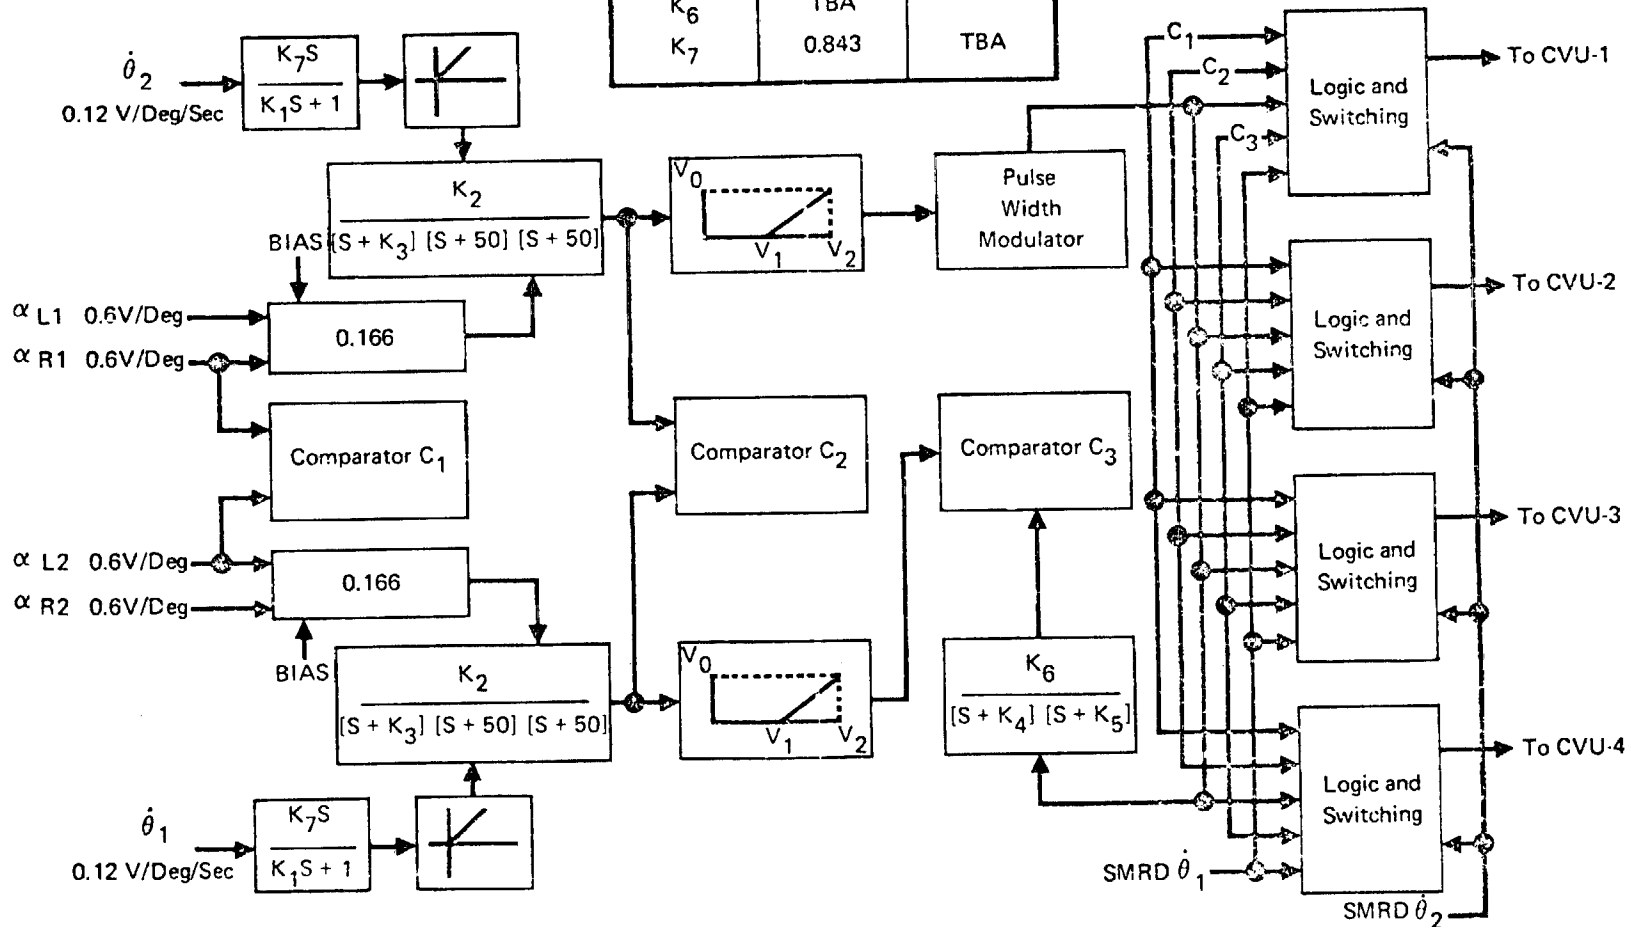 K6 TBA
K7 0.843 TBA
θ̇2
0.12 V/Deg/Sec
K7S
K1S + 1
K2
[S + K3] [S + 50] [S + 50]
BIAS
V0
V1 V2
Pulse
Width
Modulator
α L1 0.6V/Deg
α R1 0.6V/Deg
0.166
Comparator C1
Comparator C2
Comparator C3
α L2 0.6V/Deg
α R2 0.6V/Deg
0.166
BIAS
K2
[S + K3] [S + 50] [S + 50]
V0
V1 V2
K6
[S + K4] [S + K5]
θ̇1
0.12 V/Deg/Sec
K7S
K1S + 1
C1
C2
C3
Logic and
Switching
To CVU-1
Logic and
Switching
To CVU-2
Logic and
Switching
To CVU-3
Logic and
Switching
To CVU-4
SMRD θ̇1
SMRD θ̇2